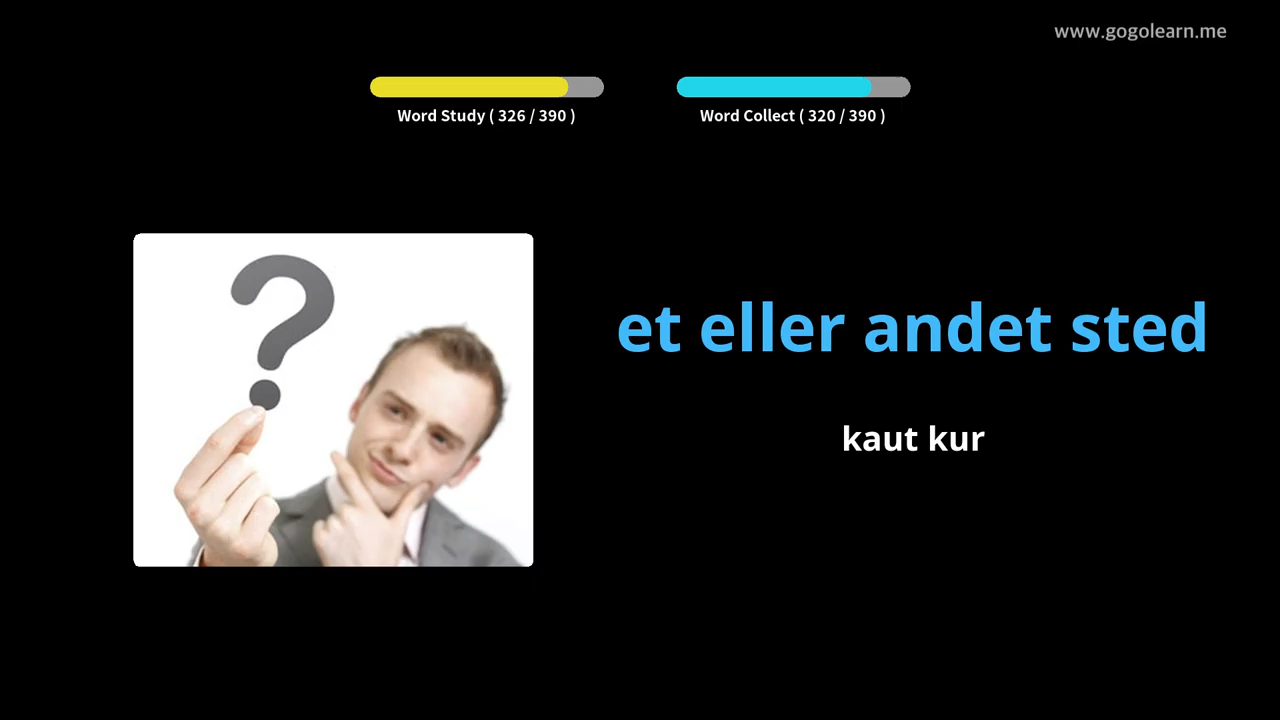 www.gogolearn.me
Word Study ( 326 / 390 )
Word Collect ( 320 / 390 )
et eller andet sted
kaut kur